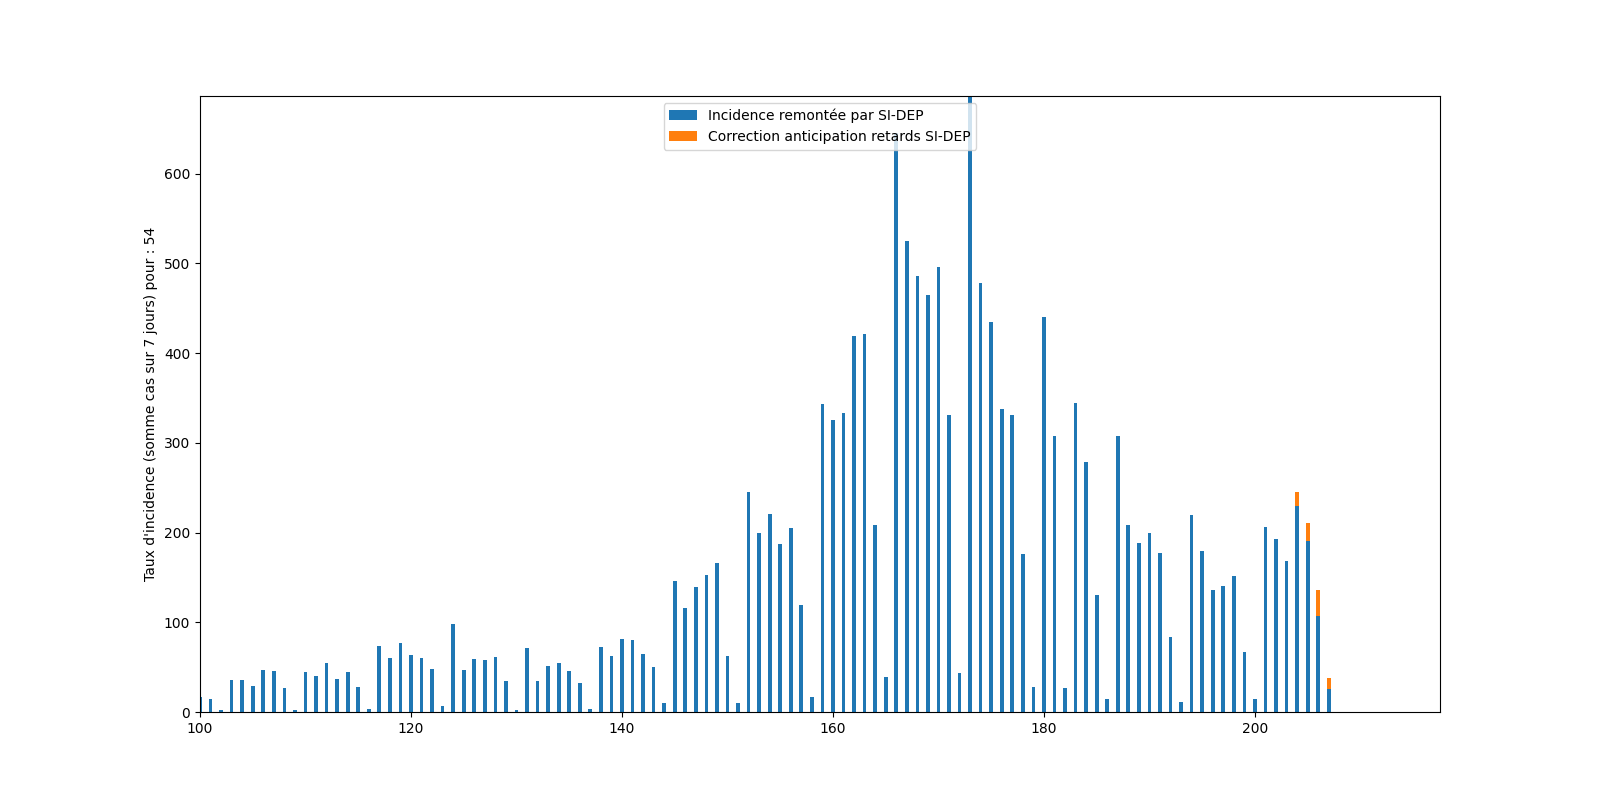 Incidence remontée par SI-DEP
Correction anticipation retards SI-DEP
Taux d'incidence (somme cas sur 7 jours) pour : 54
600
500
400
300
200
100
0
100 120 140 160 180 200